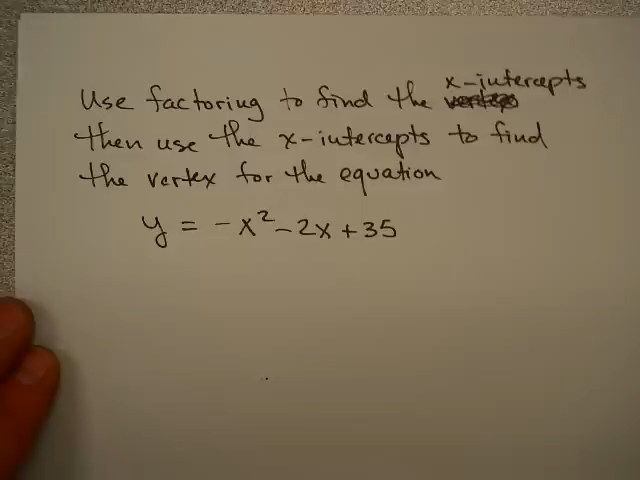 Use factoring to find the x-intercepts
then use the x-intercepts to find
the vertex for the equation
y = -x² - 2x + 35